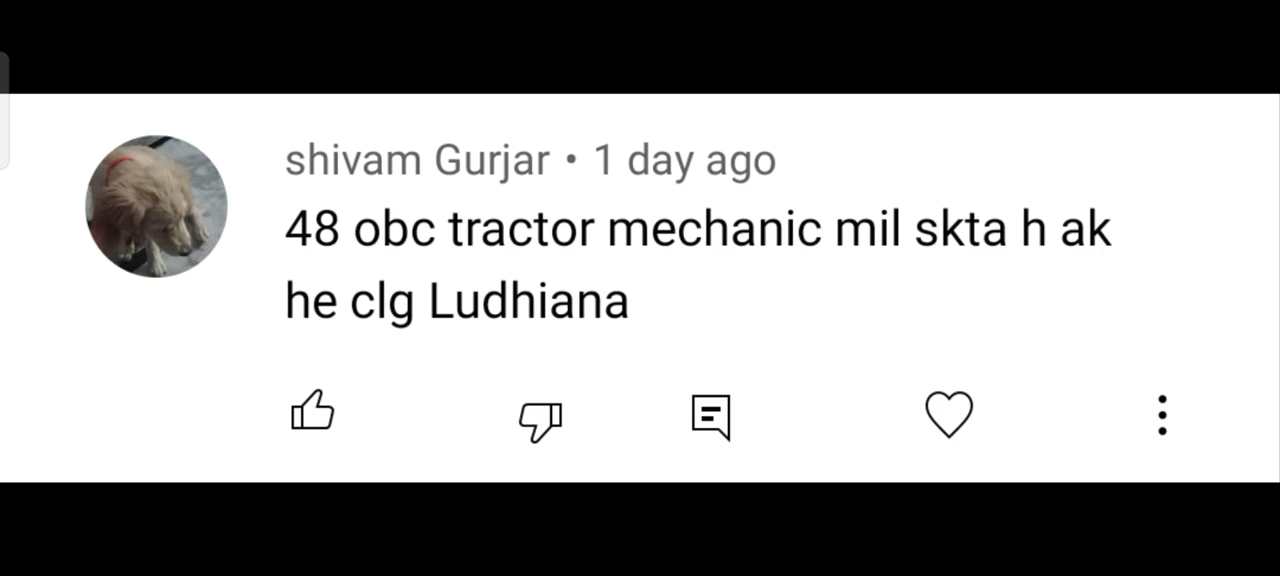 shivam Gurjar • 1 day ago
48 obc tractor mechanic mil skta h ak
he clg Ludhiana